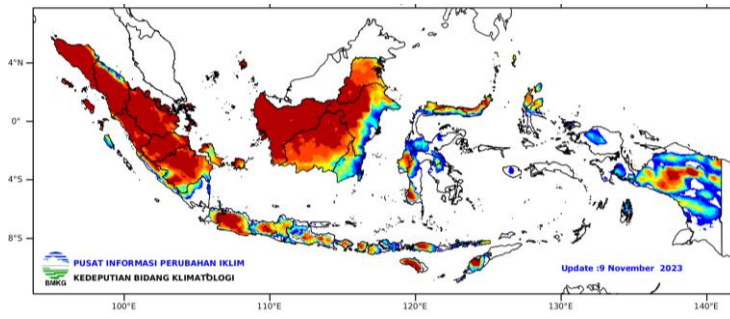 4°N
0°
4°S
8°S
PUSAT INFORMASI PERUBAHAN IKLIM
KEDEPUTIAN BIDANG KLIMATOLOGI
BMKG
Update :9 November 2023
100°E
110°E
120°E
130°E
140°E